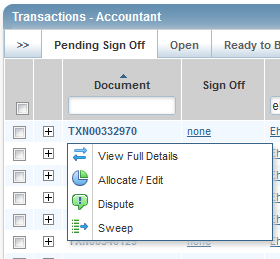 Transactions - Accountant
>> Pending Sign Off Open Ready to B
Document Sign Off
TXN00332970 none Eh
View Full Details
Allocate / Edit
Dispute
Sweep